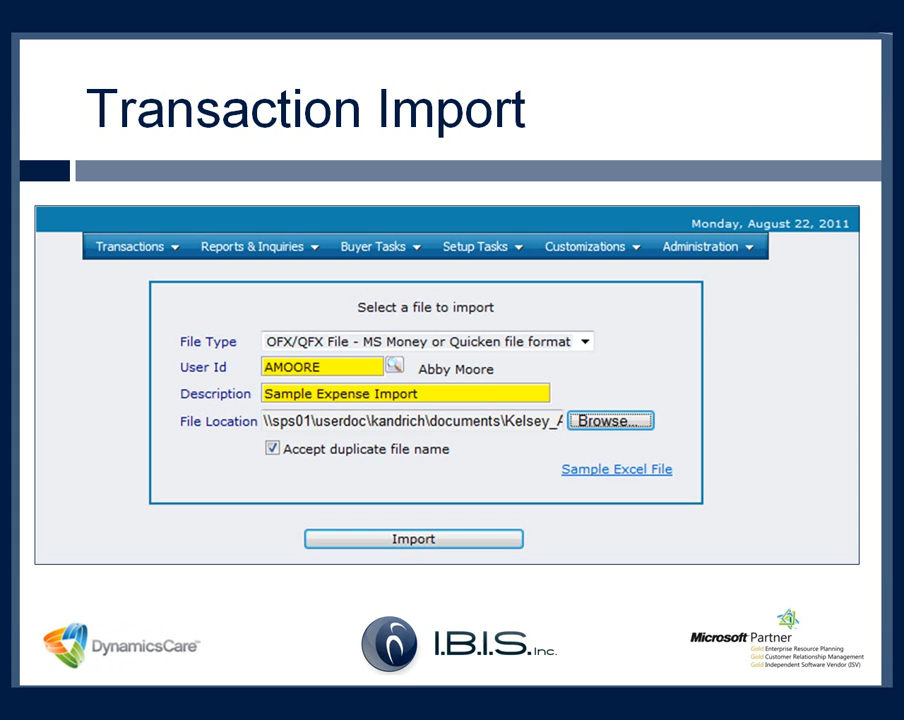 Transaction Import
Monday, August 22, 2011
Transactions Reports & Inquiries Buyer Tasks Setup Tasks Customizations Administration
Select a file to import
File Type OFX/QFX File - MS Money or Quicken file format
User Id AMOORE Abby Moore
Description Sample Expense Import
File Location \\sps01\userdoc\kandrich\documents\Kelsey_A Browse...
Accept duplicate file name
Sample Excel File
Import
DynamicsCare™
I.B.I.S. Inc.
Microsoft Partner
Gold Enterprise Resource Planning
Gold Customer Relationship Management
Gold Independent Software Vendor (ISV)